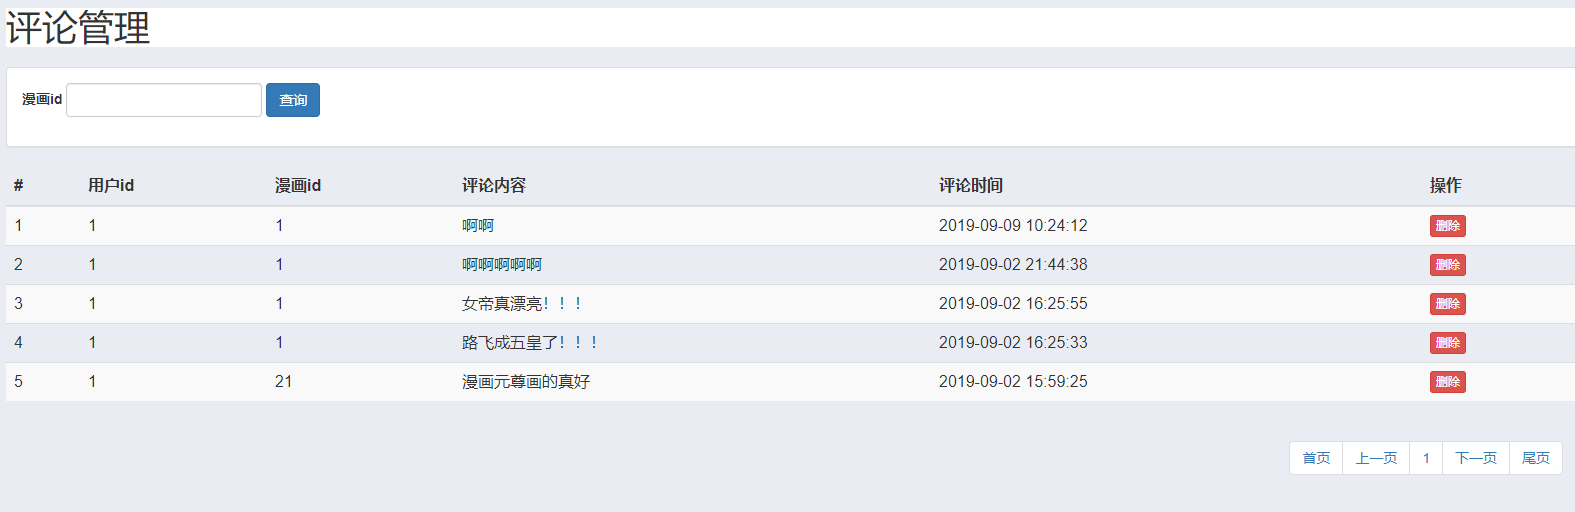 评论管理
漫画id 查询
# 用户id 漫画id 评论内容 评论时间 操作
1 1 1 啊啊 2019-09-09 10:24:12 删除
2 1 1 啊啊啊啊啊 2019-09-02 21:44:38 删除
3 1 1 女帝真漂亮！！！ 2019-09-02 16:25:55 删除
4 1 1 路飞成五皇了！！！ 2019-09-02 16:25:33 删除
5 1 21 漫画元尊画的真好 2019-09-02 15:59:25 删除
首页 上一页 1 下一页 尾页